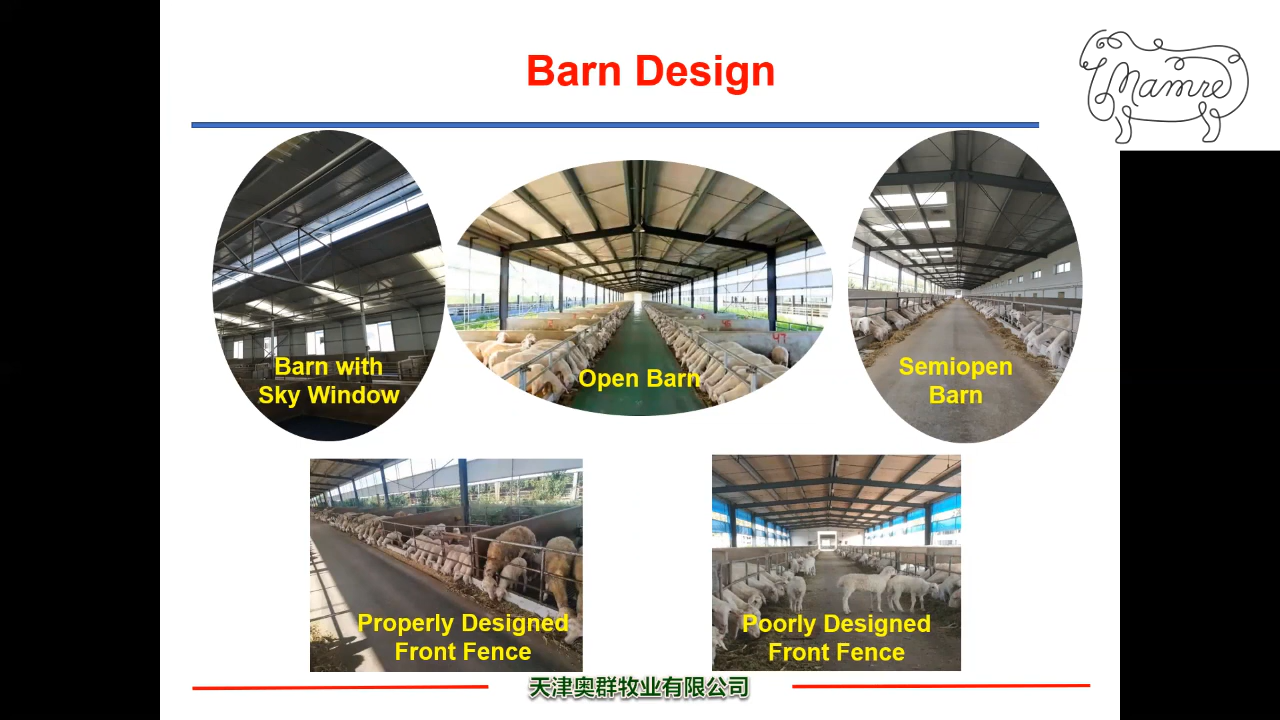 Barn Design
Mamre
Barn with
Sky Window
Open Barn
Semiopen
Barn
47
Properly Designed
Front Fence
Poorly Designed
Front Fence
天津奥群牧业有限公司